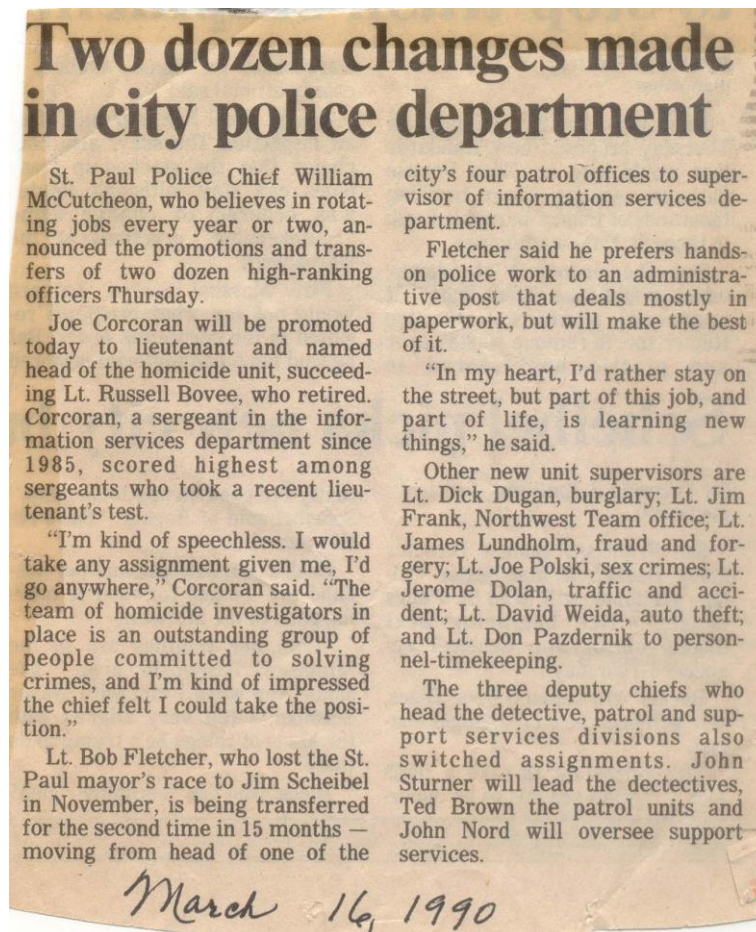 Two dozen changes made
in city police department
St. Paul Police Chief William
McCutcheon, who believes in rotat-
ing jobs every year or two, an-
nounced the promotions and trans-
fers of two dozen high-ranking
officers Thursday.
Joe Corcoran will be promoted
today to lieutenant and named
head of the homicide unit, succeed-
ing Lt. Russell Bovee, who retired.
Corcoran, a sergeant in the infor-
mation services department since
1985, scored highest among
sergeants who took a recent lieu-
tenant's test.
"I'm kind of speechless. I would
take any assignment given me, I'd
go anywhere," Corcoran said. "The
team of homicide investigators in
place is an outstanding group of
people committed to solving
crimes, and I'm kind of impressed
the chief felt I could take the posi-
tion."
Lt. Bob Fletcher, who lost the St.
Paul mayor's race to Jim Scheibel
in November, is being transferred
for the second time in 15 months —
moving from head of one of the
city's four patrol offices to super-
visor of information services de-
partment.
Fletcher said he prefers hands-
on police work to an administra-
tive post that deals mostly in
paperwork, but will make the best
of it.
"In my heart, I'd rather stay on
the street, but part of this job, and
part of life, is learning new
things," he said.
Other new unit supervisors are
Lt. Dick Dugan, burglary; Lt. Jim
Frank, Northwest Team office; Lt.
James Lundholm, fraud and for-
gery; Lt. Joe Polski, sex crimes; Lt.
Jerome Dolan, traffic and acci-
dent; Lt. David Weida, auto theft;
and Lt. Don Pazdernik to person-
nel-timekeeping.
The three deputy chiefs who
head the detective, patrol and sup-
port services divisions also
switched assignments. John
Sturner will lead the dectectives,
Ted Brown the patrol units and
John Nord will oversee support
services.
March 16, 1990